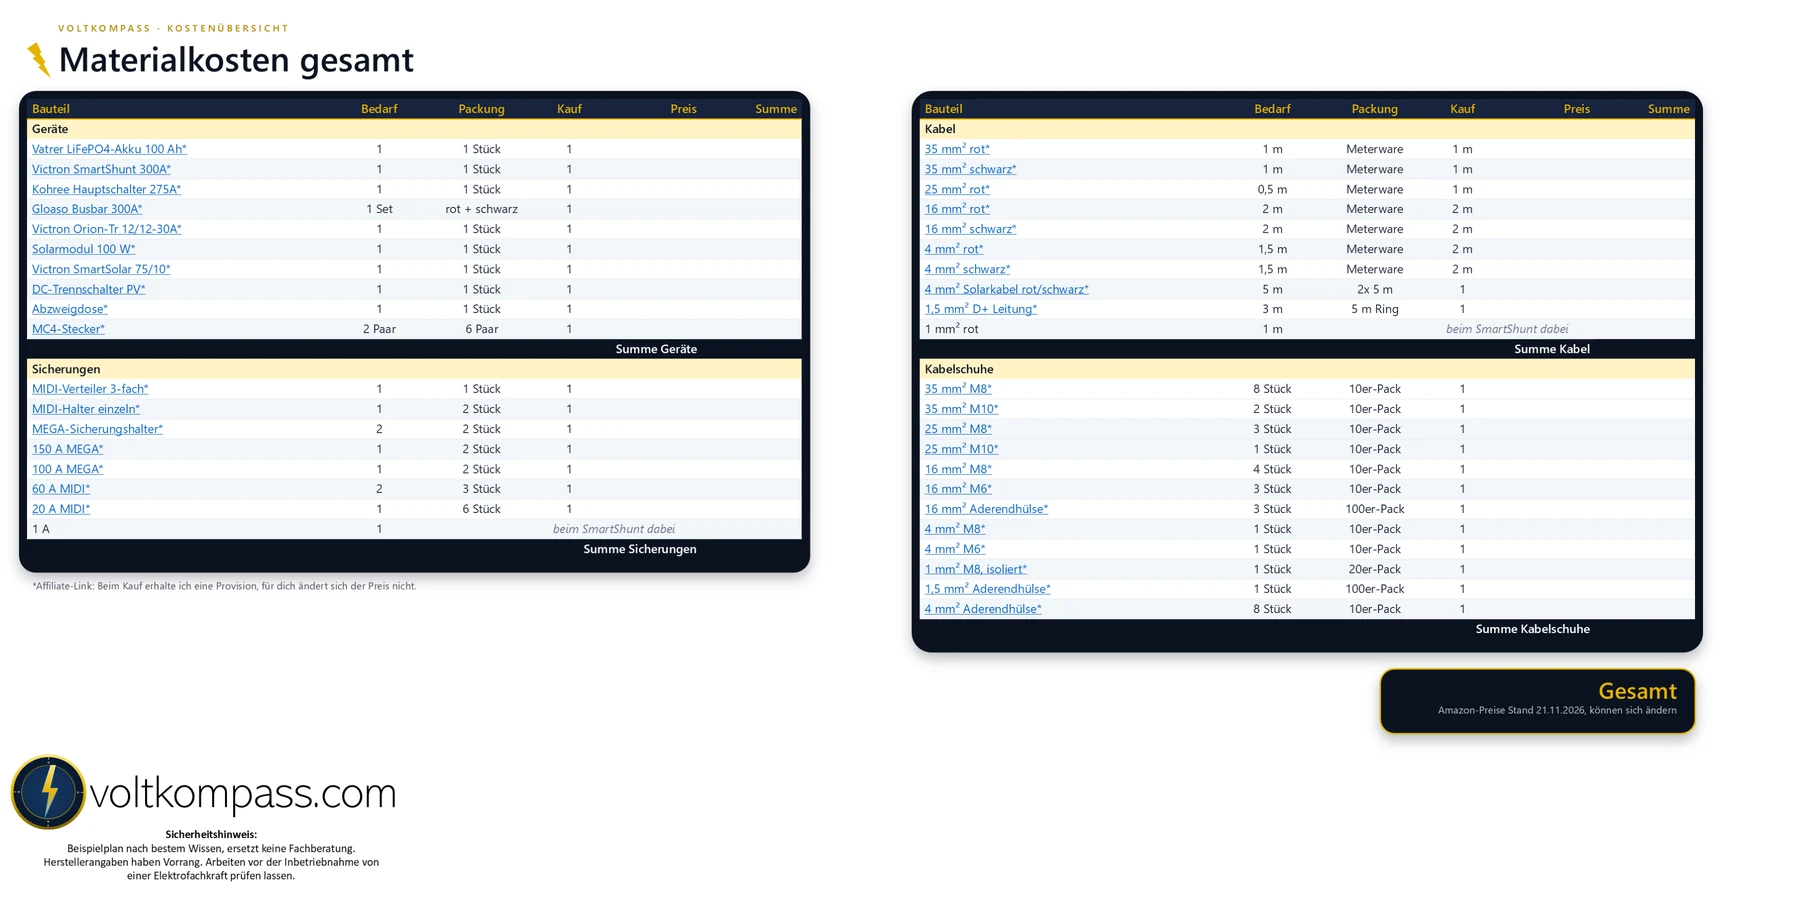 VOLTKOMPASS · KOSTENÜBERSICHT
Materialkosten gesamt
Bauteil Bedarf Packung Kauf Preis Summe
Geräte
Vatrer LiFePO4-Akku 100 Ah* 1 1 Stück 1
Victron SmartShunt 300A* 1 1 Stück 1
Kohree Hauptschalter 275A* 1 1 Stück 1
Gloaso Busbar 300A* 1 Set rot + schwarz 1
Victron Orion-Tr 12/12-30A* 1 1 Stück 1
Solarmodul 100 W* 1 1 Stück 1
Victron SmartSolar 75/10* 1 1 Stück 1
DC-Trennschalter PV* 1 1 Stück 1
Abzweigdose* 1 1 Stück 1
MC4-Stecker* 2 Paar 6 Paar 1
Summe Geräte
Sicherungen
MIDI-Verteiler 3-fach* 1 1 Stück 1
MIDI-Halter einzeln* 1 2 Stück 1
MEGA-Sicherungshalter* 2 2 Stück 1
150 A MEGA* 1 2 Stück 1
100 A MEGA* 1 2 Stück 1
60 A MIDI* 2 3 Stück 1
20 A MIDI* 1 6 Stück 1
1 A 1 beim SmartShunt dabei
Summe Sicherungen
*Affiliate-Link: Beim Kauf erhalte ich eine Provision, für dich ändert sich der Preis nicht.
Bauteil Bedarf Packung Kauf Preis Summe
Kabel
35 mm² rot* 1 m Meterware 1 m
35 mm² schwarz* 1 m Meterware 1 m
25 mm² rot* 0,5 m Meterware 1 m
16 mm² rot* 2 m Meterware 2 m
16 mm² schwarz* 2 m Meterware 2 m
4 mm² rot* 1,5 m Meterware 2 m
4 mm² schwarz* 1,5 m Meterware 2 m
4 mm² Solarkabel rot/schwarz* 5 m 2x 5 m 1
1,5 mm² D+ Leitung* 3 m 5 m Ring 1
1 mm² rot 1 m beim SmartShunt dabei
Summe Kabel
Kabelschuhe
35 mm² M8* 8 Stück 10er-Pack 1
35 mm² M10* 2 Stück 10er-Pack 1
25 mm² M8* 3 Stück 10er-Pack 1
25 mm² M10* 1 Stück 10er-Pack 1
16 mm² M8* 4 Stück 10er-Pack 1
16 mm² M6* 3 Stück 10er-Pack 1
16 mm² Aderendhülse* 3 Stück 100er-Pack 1
4 mm² M8* 1 Stück 10er-Pack 1
4 mm² M6* 1 Stück 10er-Pack 1
1 mm² M8, isoliert* 1 Stück 20er-Pack 1
1,5 mm² Aderendhülse* 1 Stück 100er-Pack 1
4 mm² Aderendhülse* 8 Stück 10er-Pack 1
Summe Kabelschuhe
Gesamt
Amazon-Preise Stand 21.11.2026, können sich ändern
voltkompass.com
Sicherheitshinweis:
Beispielplan nach bestem Wissen, ersetzt keine Fachberatung.
Herstellerangaben haben Vorrang. Arbeiten vor der Inbetriebnahme von
einer Elektrofachkraft prüfen lassen.